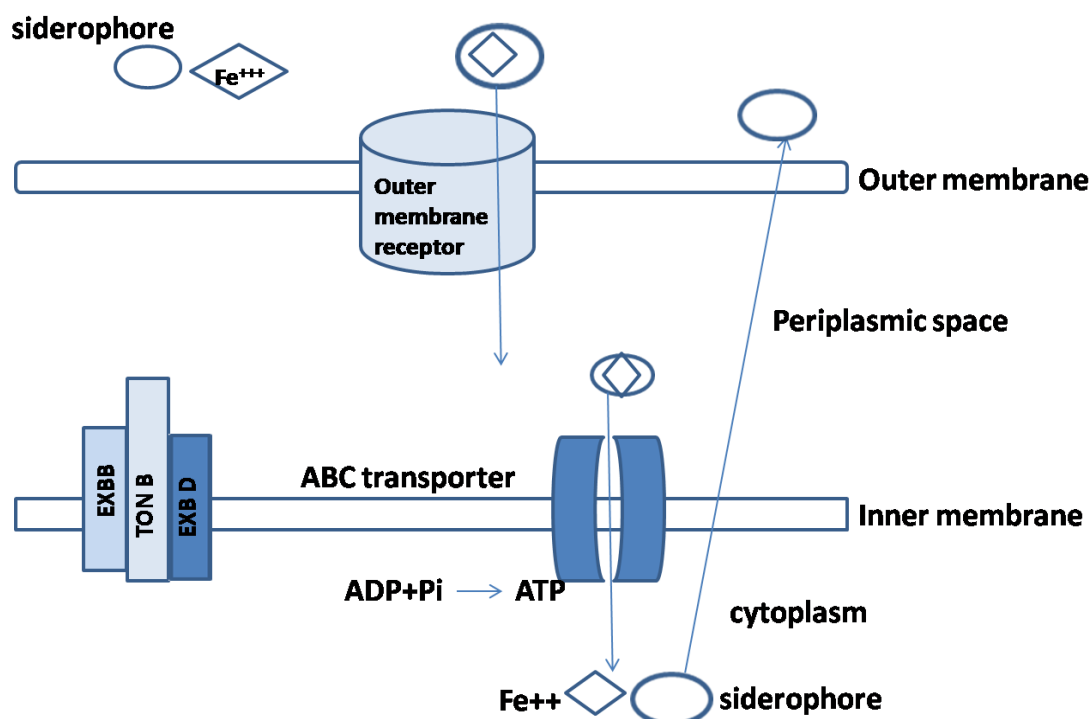 siderophore
Fe+++
Outer
membrane
receptor
Outer membrane
Periplasmic space
EXBB
TON B
EXB D
ABC transporter
Inner membrane
ADP+Pi
ATP
cytoplasm
Fe++
siderophore